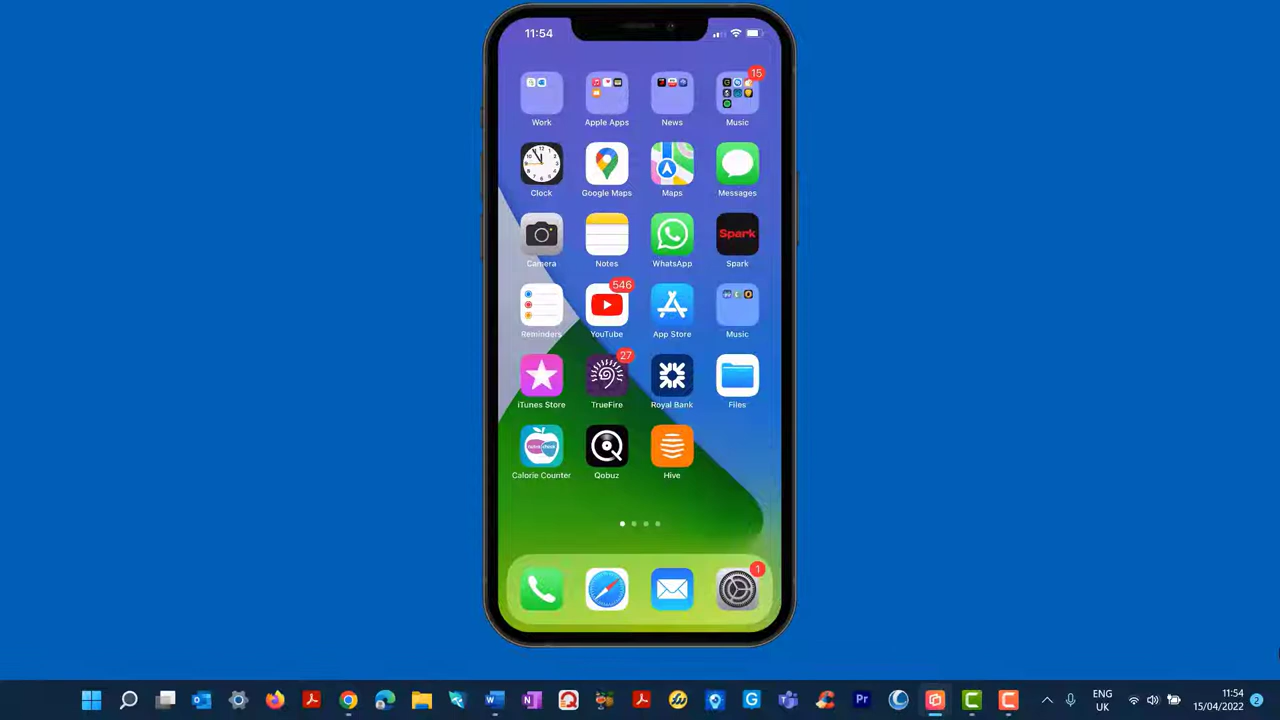 11:54
15
Work Apple Apps News Music
Clock Google Maps Maps Messages
Spark
Camera Notes WhatsApp Spark
546
Reminders YouTube App Store Music
27
iTunes Store TrueFire Royal Bank Files
Calorie Counter Qobuz Hive
1
ENG
UK
11:54
15/04/2022
2